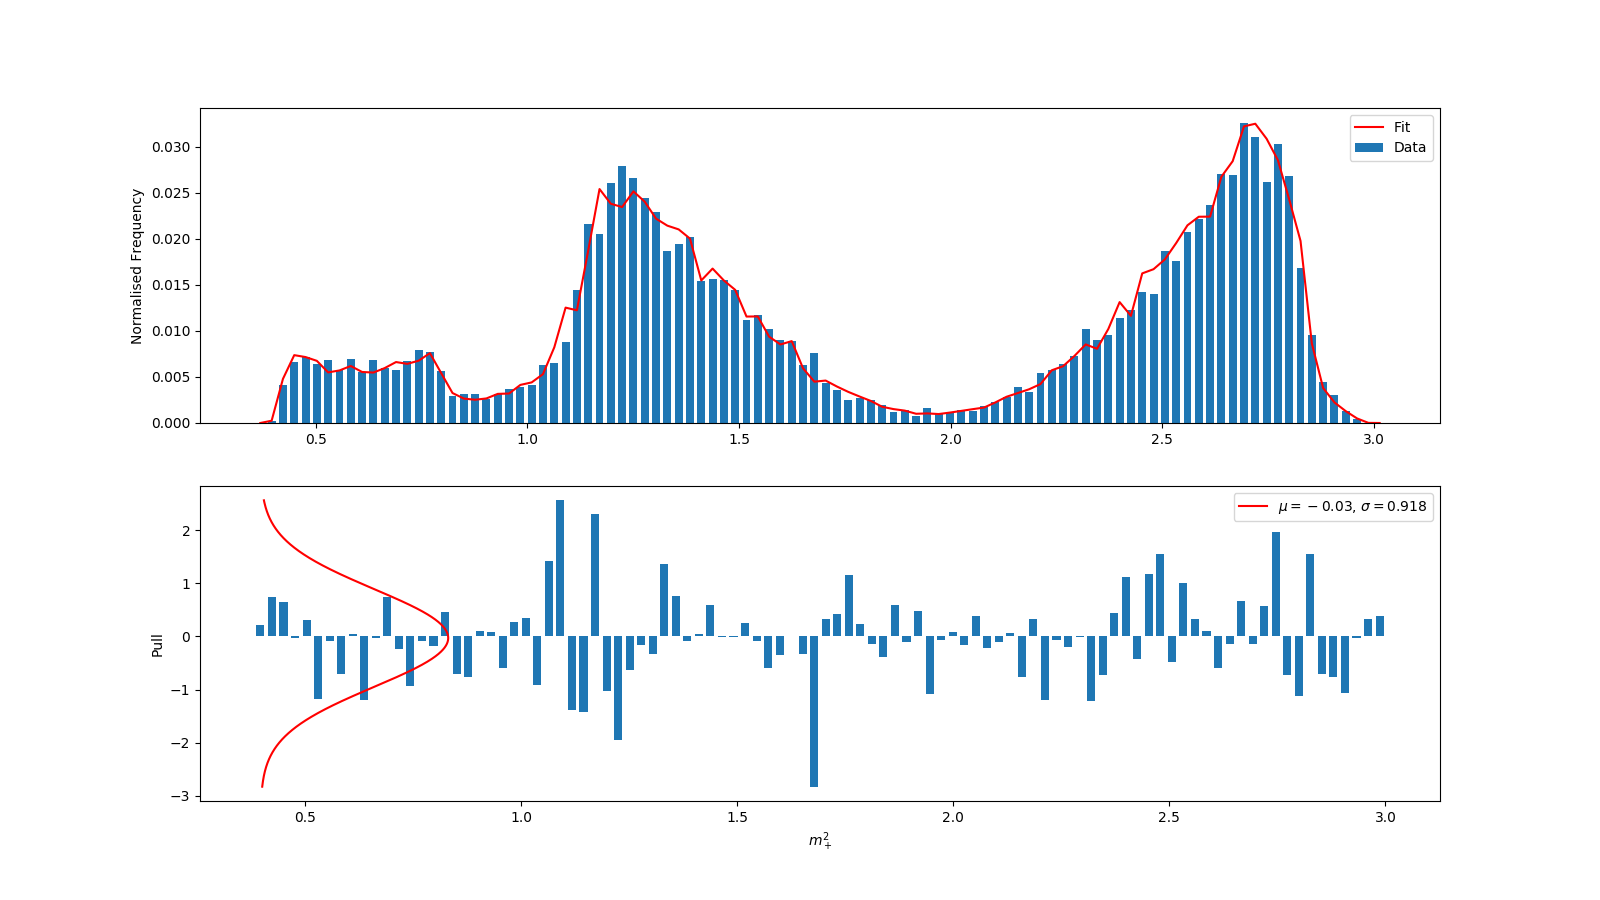 Normalised Frequency
0.030
0.025
0.020
0.015
0.010
0.005
0.000
0.5 1.0 1.5 2.0 2.5 3.0
Fit
Data
Pull
2
1
0
−1
−2
−3
0.5 1.0 1.5 2.0 2.5 3.0
μ = −0.03, σ = 0.918
m²₊